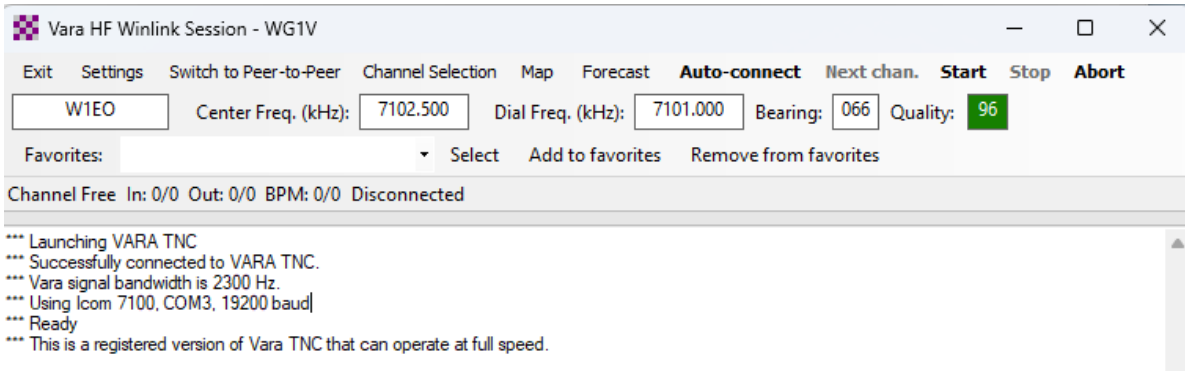 Vara HF Winlink Session - WG1V
Exit Settings Switch to Peer-to-Peer Channel Selection Map Forecast Auto-connect Next chan. Start Stop Abort
W1EO Center Freq. (kHz): 7102.500 Dial Freq. (kHz): 7101.000 Bearing: 066 Quality: 96
Favorites: Select Add to favorites Remove from favorites
Channel Free In: 0/0 Out: 0/0 BPM: 0/0 Disconnected
*** Launching VARA TNC
*** Successfully connected to VARA TNC.
*** Vara signal bandwidth is 2300 Hz.
*** Using Icom 7100, COM3, 19200 baud
*** Ready
*** This is a registered version of Vara TNC that can operate at full speed.